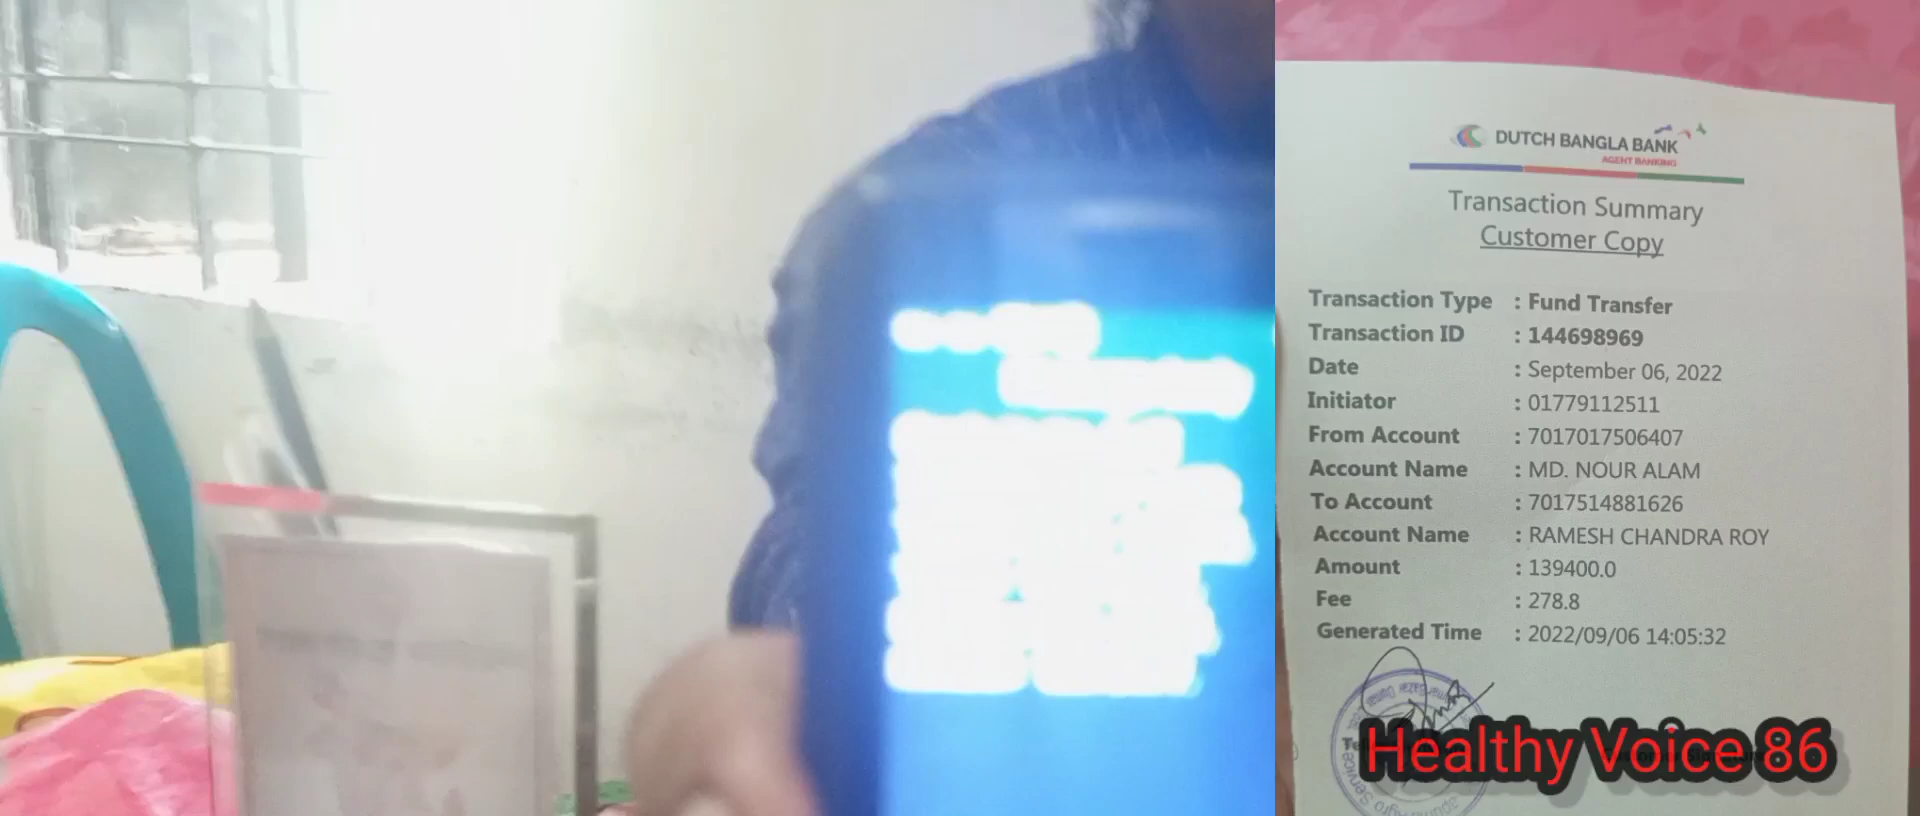 DUTCH BANGLA BANK
AGENT BANKING
Transaction Summary
Customer Copy
Transaction Type : Fund Transfer
Transaction ID : 144698969
Date : September 06, 2022
Initiator : 01779112511
From Account : 7017017506407
Account Name : MD. NOUR ALAM
To Account : 7017514881626
Account Name : RAMESH CHANDRA ROY
Amount : 139400.0
Fee : 278.8
Generated Time : 2022/09/06 14:05:32
Healthy Voice 86